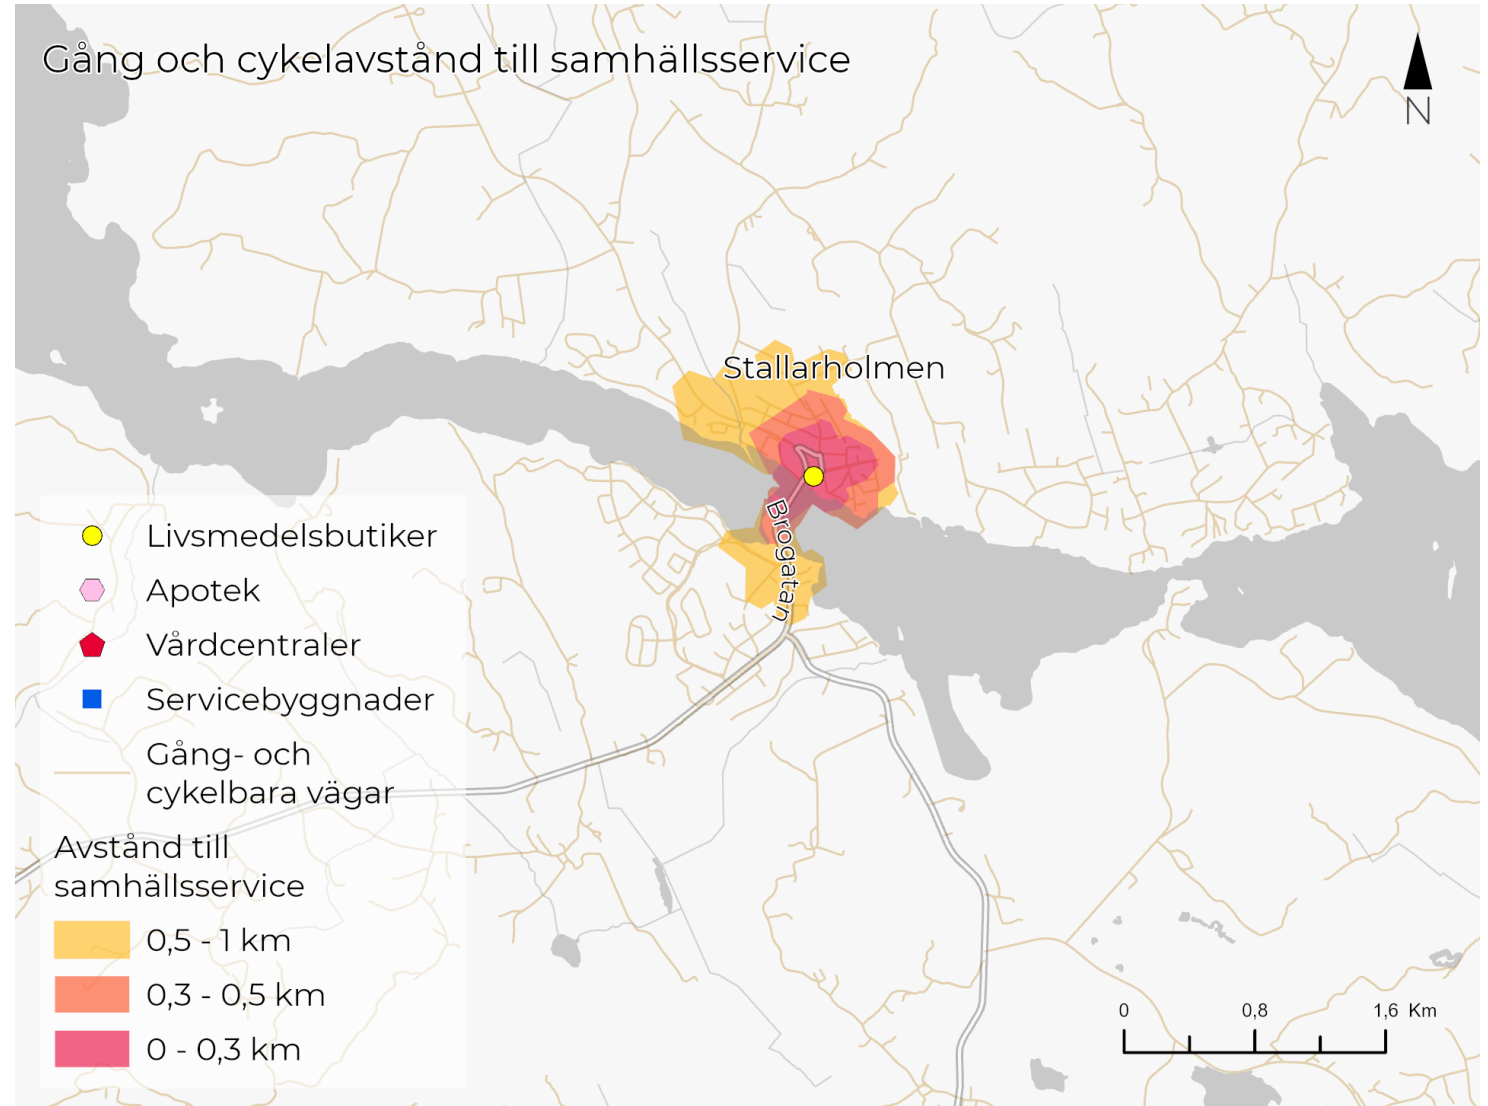 Gång och cykelavstånd till samhällsservice
N
Stallarholmen
Brogatan
Livsmedelsbutiker
Apotek
Vårdcentraler
Servicebyggnader
Gång- och
cykelbara vägar
Avstånd till
samhällsservice
0,5 - 1 km
0,3 - 0,5 km
0 - 0,3 km
0 0,8 1,6 Km